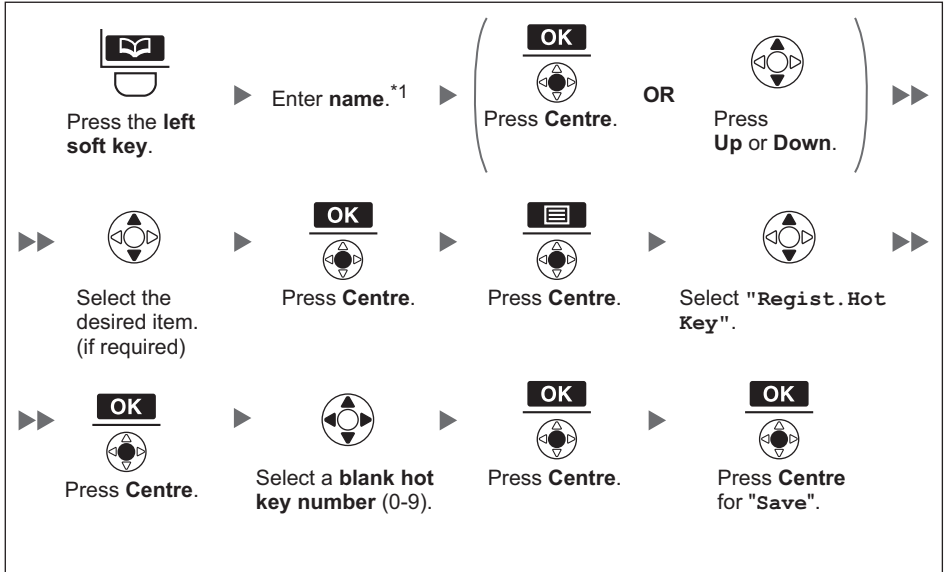 Press the left
soft key.
Enter name.*1
OK
Press Centre.
OR
Press
Up or Down.
Select the
desired item.
(if required)
OK
Press Centre.
Press Centre.
Select "Regist.Hot
Key".
OK
Press Centre.
Select a blank hot
key number (0-9).
OK
Press Centre.
OK
Press Centre
for "Save".